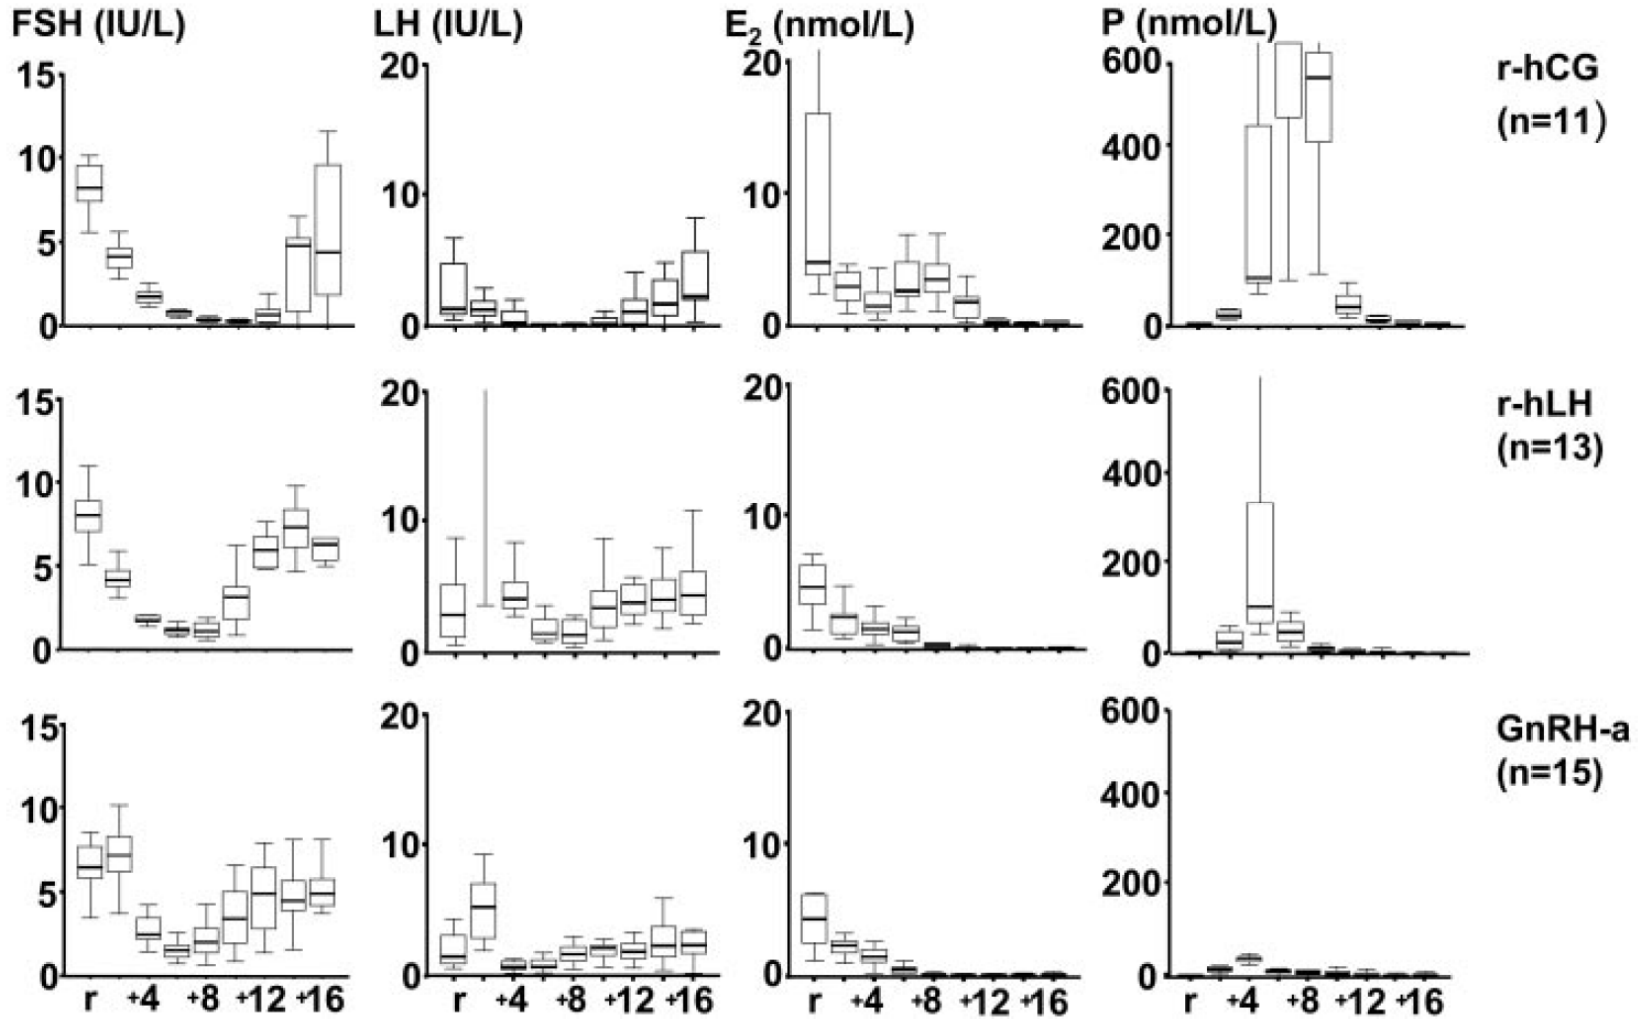 FSH (IU/L) LH (IU/L) E₂ (nmol/L) P (nmol/L)
15 10 5 0 20 10 0 20 10 0 600 400 200 0
r-hCG
(n=11)
15 10 5 0 20 10 0 20 10 0 600 400 200 0
r-hLH
(n=13)
15 10 5 0 20 10 0 20 10 0 600 400 200 0
GnRH-a
(n=15)
r +4 +8 +12 +16 r +4 +8 +12 +16 r +4 +8 +12 +16 r +4 +8 +12 +16